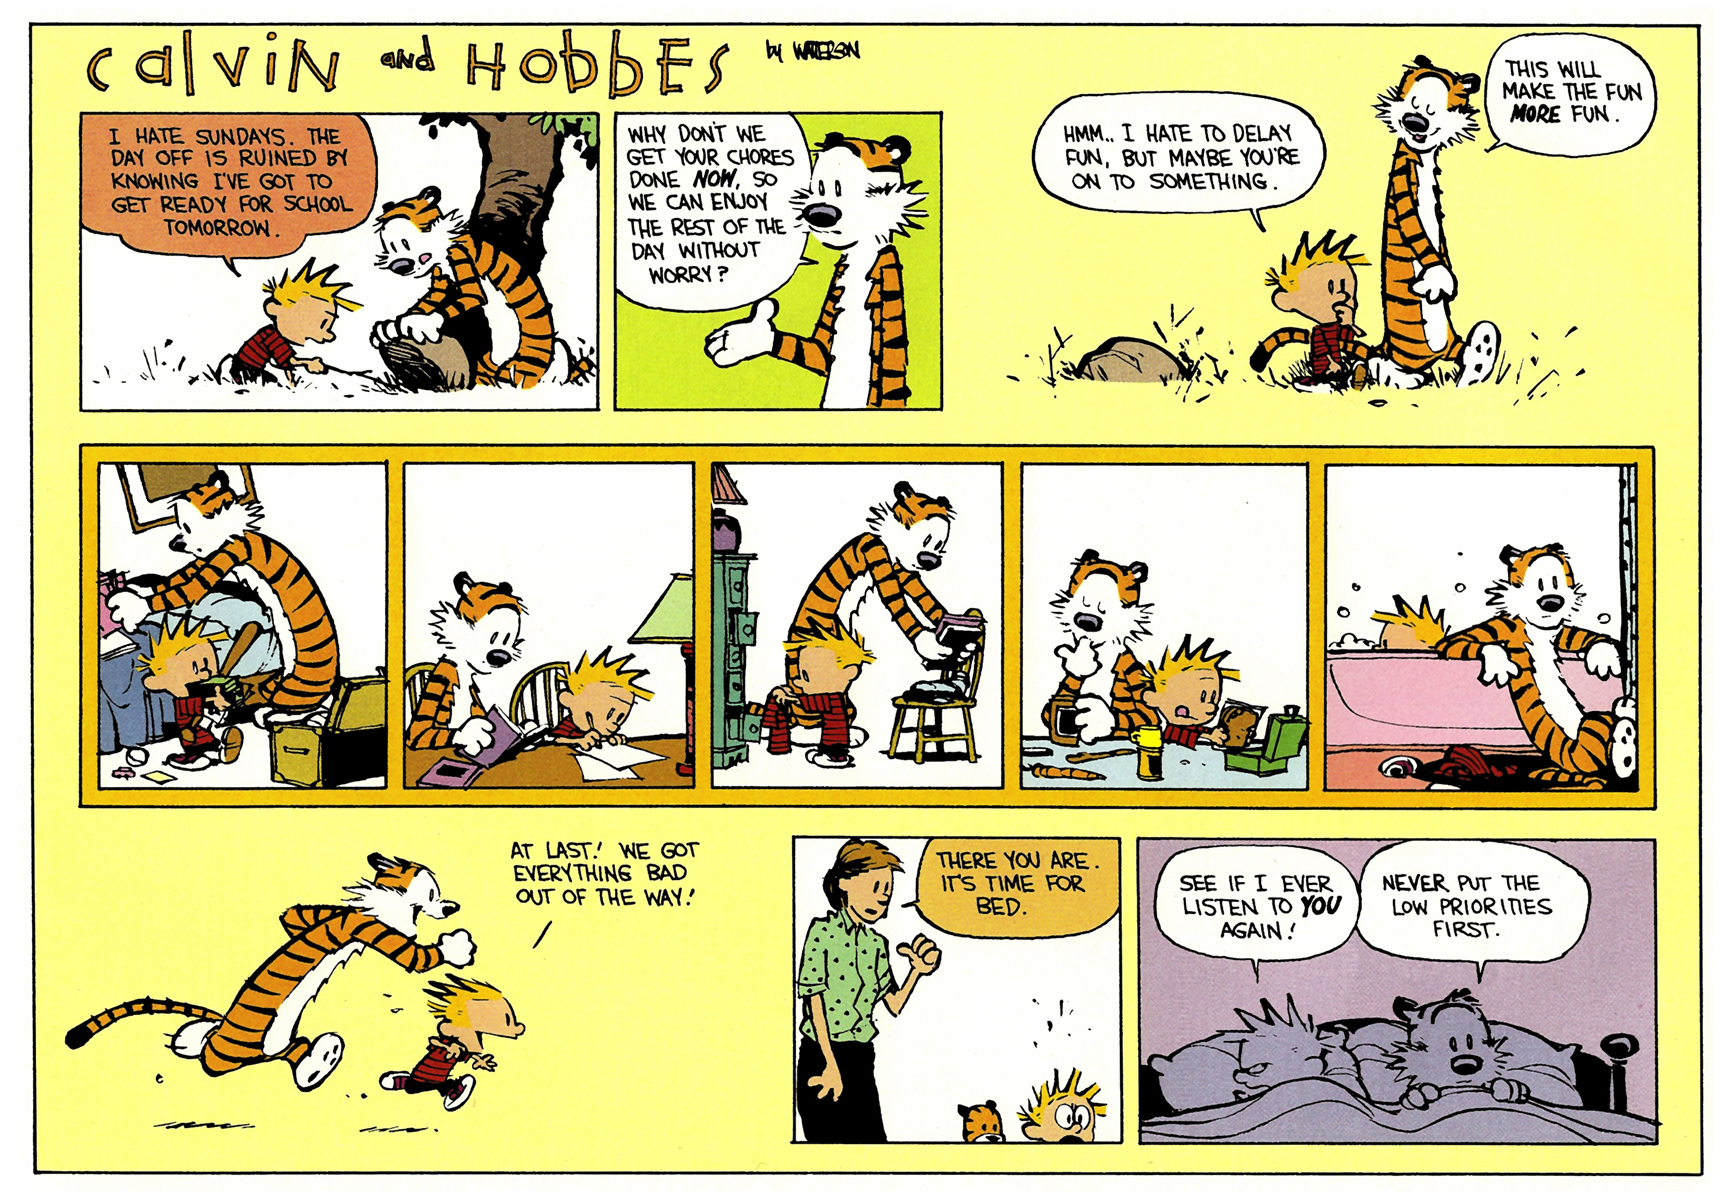 CALVIN and HOBBES by WATTERSON
I HATE SUNDAYS. THE
DAY OFF IS RUINED BY
KNOWING I'VE GOT TO
GET READY FOR SCHOOL
TOMORROW.
WHY DON'T WE
GET YOUR CHORES
DONE NOW, SO
WE CAN ENJOY
THE REST OF THE
DAY WITHOUT
WORRY?
HMM.. I HATE TO DELAY
FUN, BUT MAYBE YOU'RE
ON TO SOMETHING.
THIS WILL
MAKE THE FUN
MORE FUN.
AT LAST! WE GOT
EVERYTHING BAD
OUT OF THE WAY!
THERE YOU ARE.
IT'S TIME FOR
BED.
SEE IF I EVER
LISTEN TO YOU
AGAIN!
NEVER PUT THE
LOW PRIORITIES
FIRST.